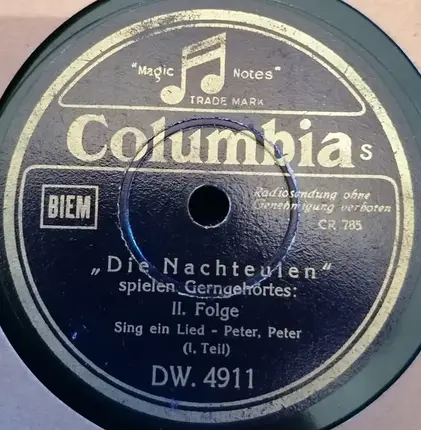 "Magic Notes"
TRADE MARK
Columbia s
BIEM
Radiosendung ohne
Genehmigung verboten
CR 785
„Die Nachteulen"
spielen Gerngehörtes:
II. Folge
Sing ein Lied - Peter, Peter
(I. Teil)
DW. 4911